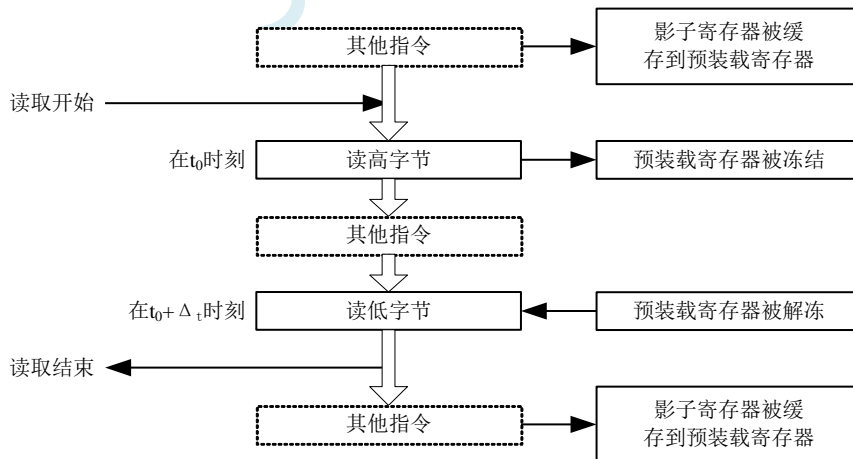 其他指令
影子寄存器被缓
存到预装载寄存器
读取开始
在t₀时刻
读高字节
预装载寄存器被冻结
其他指令
在t₀+Δₜ时刻
读低字节
预装载寄存器被解冻
读取结束
其他指令
影子寄存器被缓
存到预装载寄存器